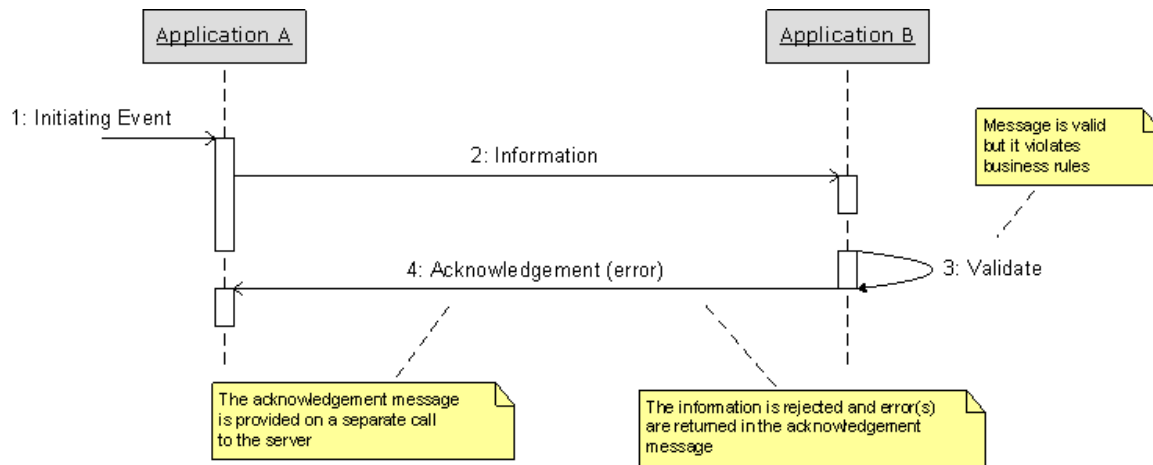 Application A
Application B
1: Initiating Event
Message is valid
but it violates
business rules
2: Information
4: Acknowledgement (error)
3: Validate
The acknowledgement message
is provided on a separate call
to the server
The information is rejected and error(s)
are returned in the acknowledgement
message